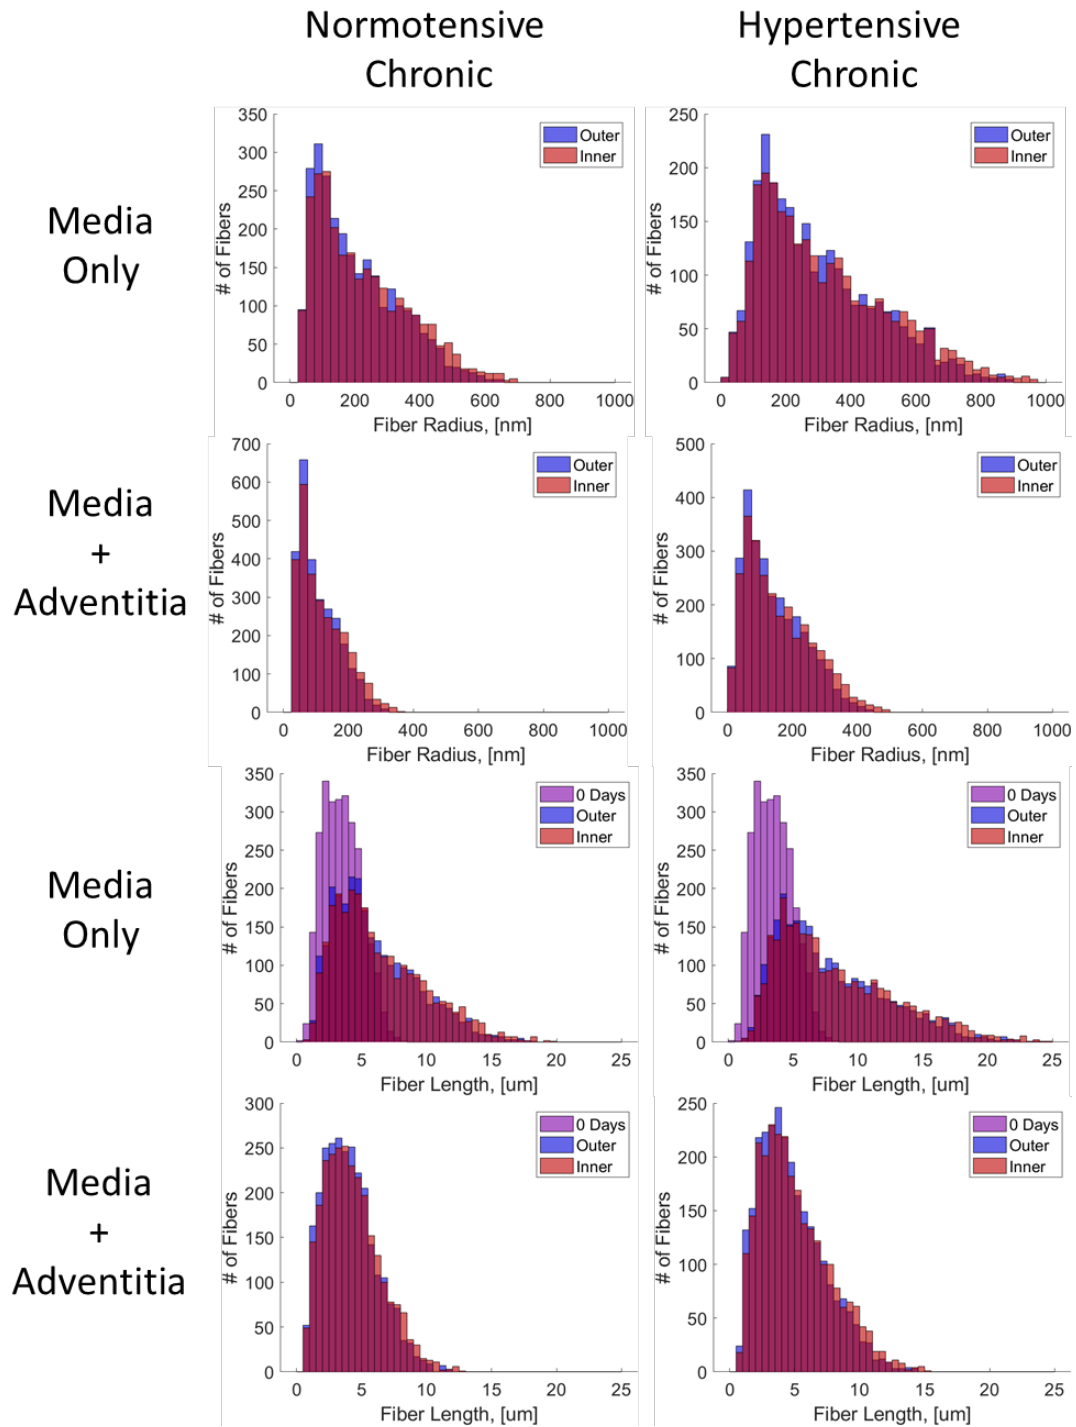 Normotensive
Chronic
Hypertensive
Chronic
Media
Only
350
300
250
200
150
100
50
0
# of Fibers
Outer
Inner
0 200 400 600 800 1000
Fiber Radius, [nm]
250
200
150
100
50
0
# of Fibers
Outer
Inner
0 200 400 600 800 1000
Fiber Radius, [nm]
Media
+
Adventitia
700
600
500
400
300
200
100
0
# of Fibers
Outer
Inner
0 200 400 600 800 1000
Fiber Radius, [nm]
500
400
300
200
100
0
# of Fibers
Outer
Inner
0 200 400 600 800 1000
Fiber Radius, [nm]
Media
Only
350
300
250
200
150
100
50
0
# of Fibers
0 Days
Outer
Inner
0 5 10 15 20 25
Fiber Length, [um]
350
300
250
200
150
100
50
0
# of Fibers
0 Days
Outer
Inner
0 5 10 15 20 25
Fiber Length, [um]
Media
+
Adventitia
300
250
200
150
100
50
0
# of Fibers
0 Days
Outer
Inner
0 5 10 15 20 25
Fiber Length, [um]
250
200
150
100
50
0
# of Fibers
0 Days
Outer
Inner
0 5 10 15 20 25
Fiber Length, [um]